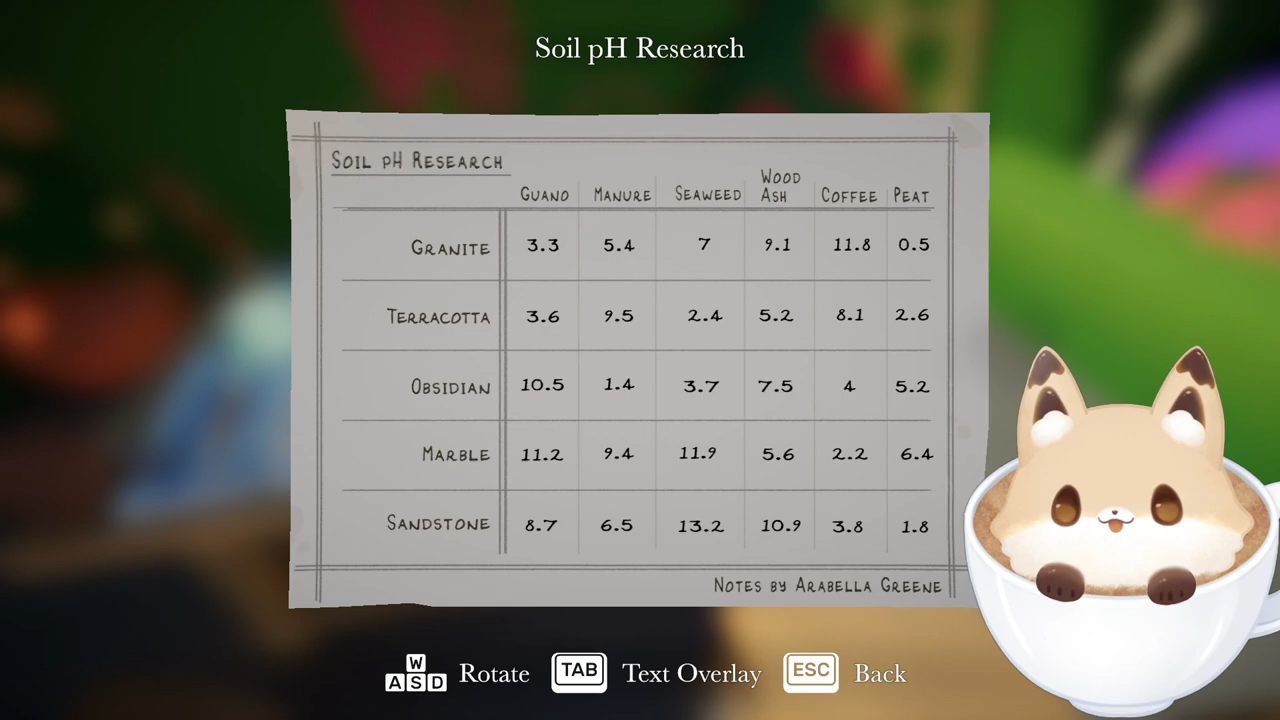 Soil pH Research
SOIL pH RESEARCH
GUANO MANURE SEAWEED WOOD ASH COFFEE PEAT
GRANITE 3.3 5.4 7 9.1 11.8 0.5
TERRACOTTA 3.6 9.5 2.4 5.2 8.1 2.6
OBSIDIAN 10.5 1.4 3.7 7.5 4 5.2
MARBLE 11.2 9.4 11.9 5.6 2.2 6.4
SANDSTONE 8.7 6.5 13.2 10.9 3.8 1.8
NOTES BY ARABELLA GREENE
W
A S D Rotate TAB Text Overlay ESC Back